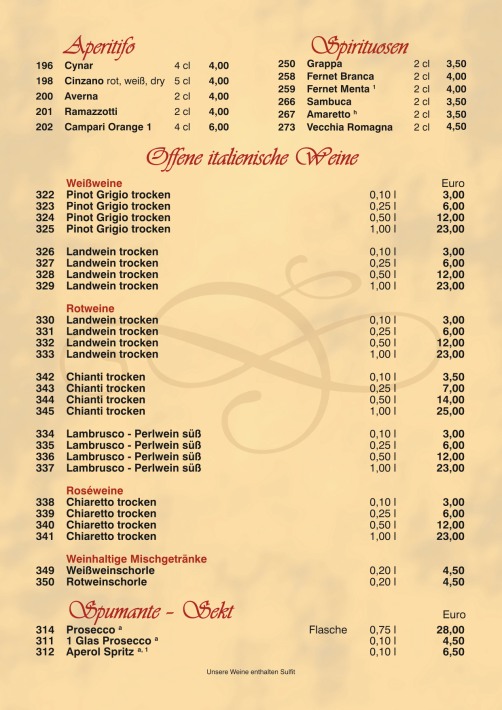 Aperitifo
196 Cynar 4 cl 4,00
198 Cinzano rot, weiß, dry 5 cl 4,00
200 Averna 2 cl 4,00
201 Ramazzotti 2 cl 4,00
202 Campari Orange 1 4 cl 6,00
Spirituosen
250 Grappa 2 cl 3,50
258 Fernet Branca 2 cl 4,00
259 Fernet Menta ¹ 2 cl 4,00
266 Sambuca 2 cl 3,50
267 Amaretto ʰ 2 cl 3,50
273 Vecchia Romagna 2 cl 4,50
Offene italienische Weine
Weißweine Euro
322 Pinot Grigio trocken 0,10 l 3,00
323 Pinot Grigio trocken 0,25 l 6,00
324 Pinot Grigio trocken 0,50 l 12,00
325 Pinot Grigio trocken 1,00 l 23,00
326 Landwein trocken 0,10 l 3,00
327 Landwein trocken 0,25 l 6,00
328 Landwein trocken 0,50 l 12,00
329 Landwein trocken 1,00 l 23,00
Rotweine
330 Landwein trocken 0,10 l 3,00
331 Landwein trocken 0,25 l 6,00
332 Landwein trocken 0,50 l 12,00
333 Landwein trocken 1,00 l 23,00
342 Chianti trocken 0,10 l 3,50
343 Chianti trocken 0,25 l 7,00
344 Chianti trocken 0,50 l 14,00
345 Chianti trocken 1,00 l 25,00
334 Lambrusco - Perlwein süß 0,10 l 3,00
335 Lambrusco - Perlwein süß 0,25 l 6,00
336 Lambrusco - Perlwein süß 0,50 l 12,00
337 Lambrusco - Perlwein süß 1,00 l 23,00
Roséweine
338 Chiaretto trocken 0,10 l 3,00
339 Chiaretto trocken 0,25 l 6,00
340 Chiaretto trocken 0,50 l 12,00
341 Chiaretto trocken 1,00 l 23,00
Weinhaltige Mischgetränke
349 Weißweinschorle 0,20 l 4,50
350 Rotweinschorle 0,20 l 4,50
Spumante - Sekt Euro
314 Prosecco ᵃ Flasche 0,75 l 28,00
311 1 Glas Prosecco ᵃ 0,10 l 4,50
312 Aperol Spritz ᵃ, ¹ 0,10 l 6,50
Unsere Weine enthalten Sulfit